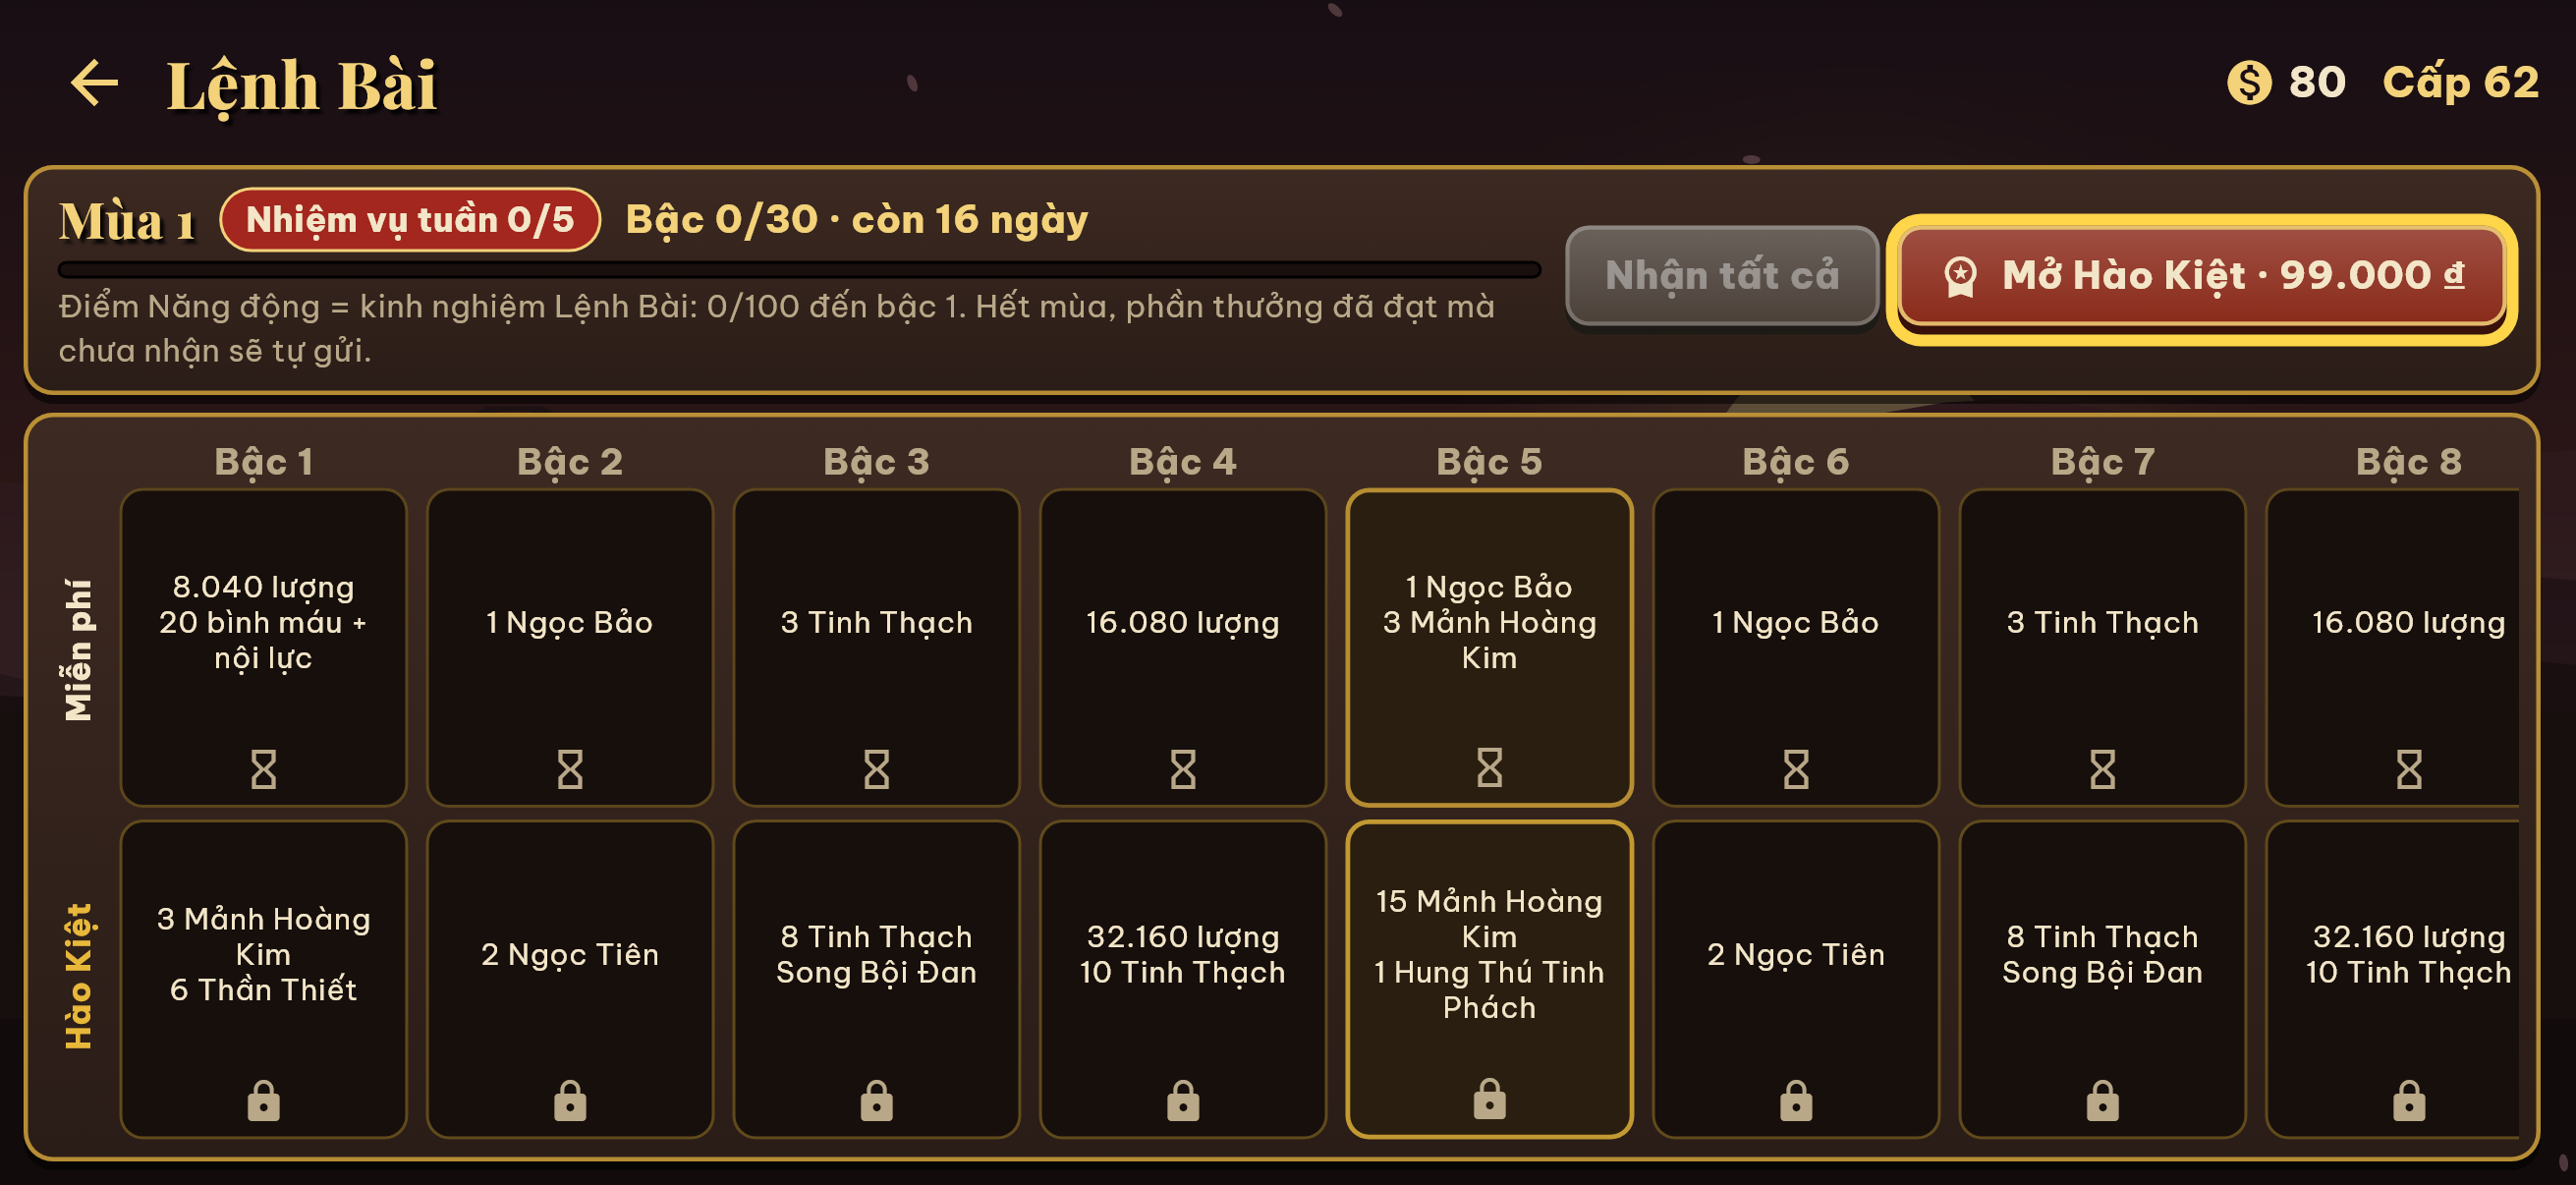 Lệnh Bài
80 Cấp 62
Mùa 1 Nhiệm vụ tuần 0/5 Bậc 0/30 · còn 16 ngày
Điểm Năng động = kinh nghiệm Lệnh Bài: 0/100 đến bậc 1. Hết mùa, phần thưởng đã đạt mà
chưa nhận sẽ tự gửi.
Nhận tất cả
Mở Hào Kiệt · 99.000 ₫
Bậc 1 Bậc 2 Bậc 3 Bậc 4 Bậc 5 Bậc 6 Bậc 7 Bậc 8
Miễn phí
8.040 lượng
20 bình máu +
nội lực
1 Ngọc Bảo
3 Tinh Thạch
16.080 lượng
1 Ngọc Bảo
3 Mảnh Hoàng
Kim
1 Ngọc Bảo
3 Tinh Thạch
16.080 lượng
Hào Kiệt
3 Mảnh Hoàng
Kim
6 Thần Thiết
2 Ngọc Tiên
8 Tinh Thạch
Song Bội Đan
32.160 lượng
10 Tinh Thạch
15 Mảnh Hoàng
Kim
1 Hung Thú Tinh
Phách
2 Ngọc Tiên
8 Tinh Thạch
Song Bội Đan
32.160 lượng
10 Tinh Thạch